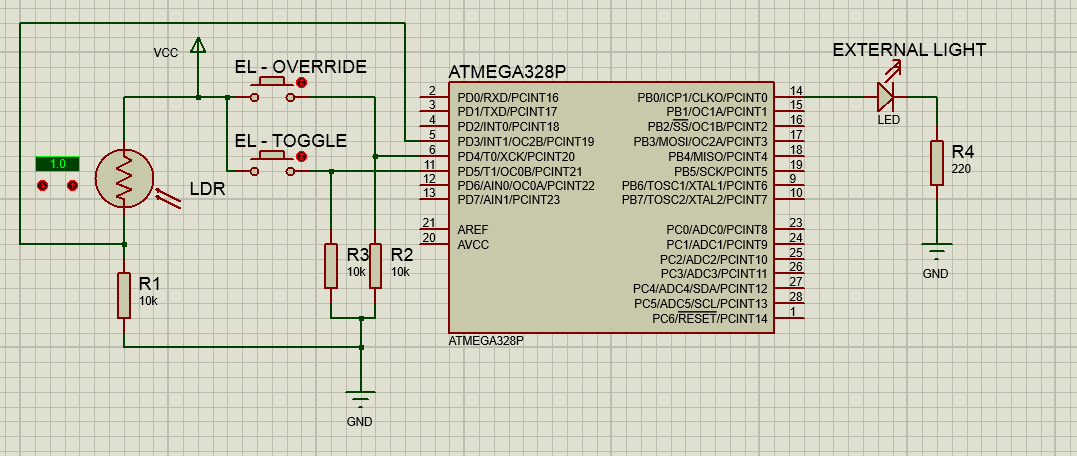 EXTERNAL LIGHT
VCC
EL - OVERRIDE
ATMEGA328P
2 PD0/RXD/PCINT16 PB0/ICP1/CLKO/PCINT0 14
3 PD1/TXD/PCINT17 PB1/OC1A/PCINT1 15
4 PD2/INT0/PCINT18 PB2/SS/OC1B/PCINT2 16
LED
EL - TOGGLE
5 PD3/INT1/OC2B/PCINT19 PB3/MOSI/OC2A/PCINT3 17
6 PD4/T0/XCK/PCINT20 PB4/MISO/PCINT4 18
R4
1.0
11 PD5/T1/OC0B/PCINT21 PB5/SCK/PCINT5 19
220
12 PD6/AIN0/OC0A/PCINT22 PB6/TOSC1/XTAL1/PCINT6 9
LDR
13 PD7/AIN1/PCINT23 PB7/TOSC2/XTAL2/PCINT7 10
21 AREF PC0/ADC0/PCINT8 23
20 AVCC PC1/ADC1/PCINT9 24
R3 R2 PC2/ADC2/PCINT10 25
10k 10k PC3/ADC3/PCINT11 26
GND
R1 PC4/ADC4/SDA/PCINT12 27
10k PC5/ADC5/SCL/PCINT13 28
PC6/RESET/PCINT14 1
ATMEGA328P
GND